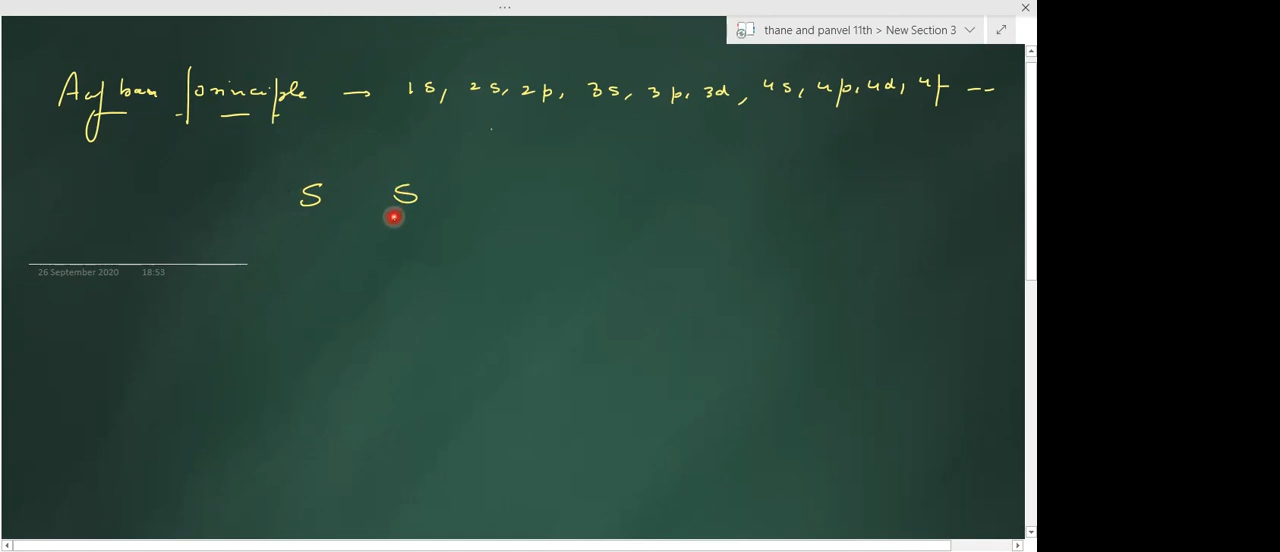 thane and panvel 11th > New Section 3
Aufbau principle → 1s, 2s, 2p, 3s, 3p, 3d, 4s, 4p, 4d, 4f --
S S
26 September 2020 18:53